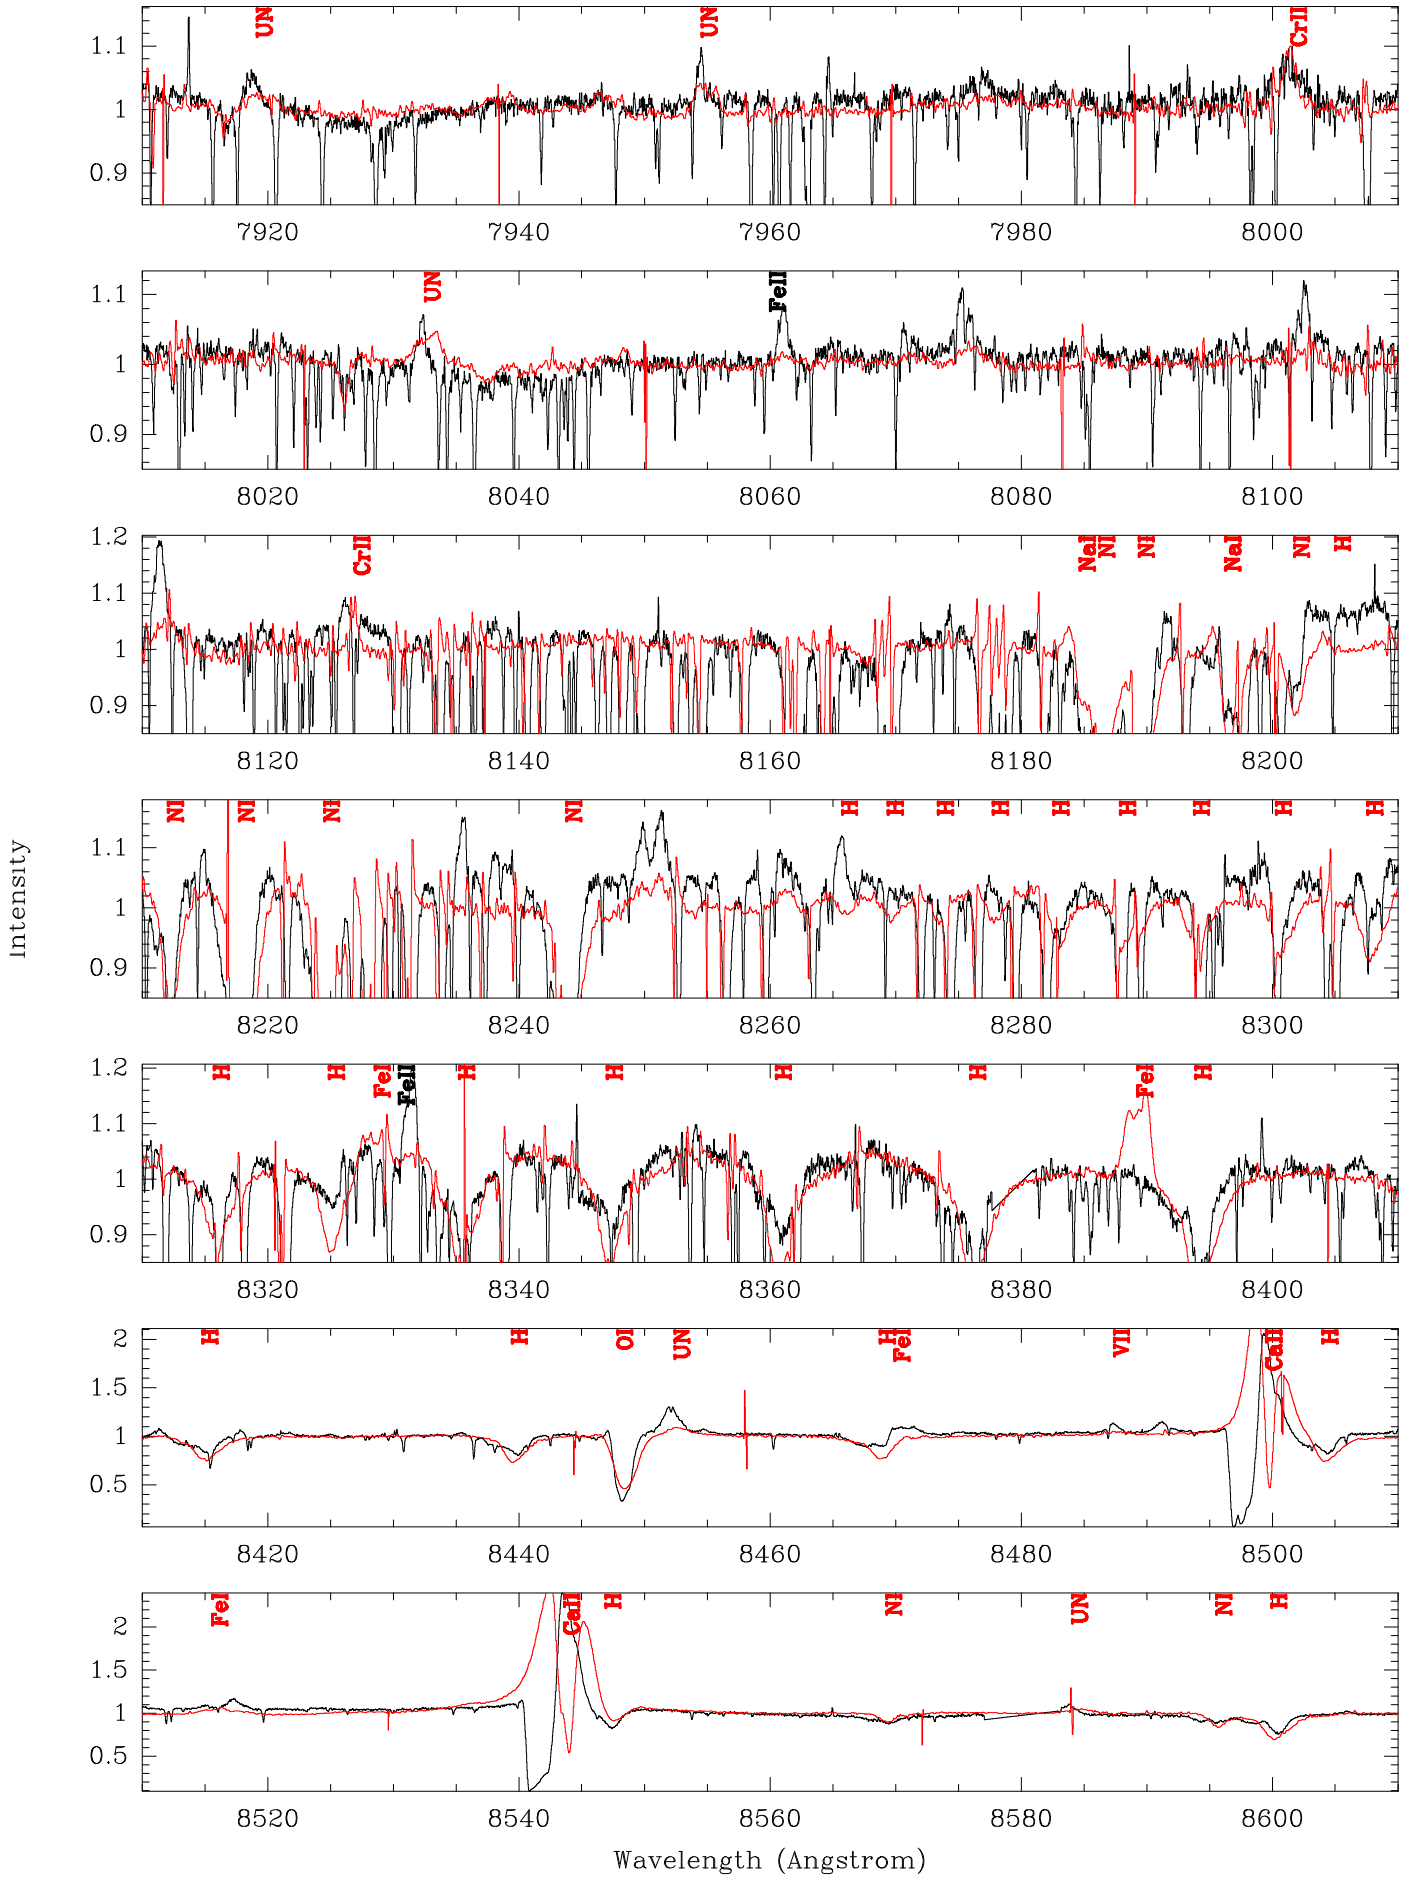 UN UN CrII
1.1
1
0.9
7920 7940 7960 7980 8000
UN FeII
1.1
1
0.9
8020 8040 8060 8080 8100
CrII NaI NI NI NaI NI H
1.2
1.1
1
0.9
8120 8140 8160 8180 8200
NI NI NI NI H H H H H H H H H
1.1
1
0.9
8220 8240 8260 8280 8300
Intensity
H H FeI FeII H H H H FeI H
1.2
1.1
1
0.9
8320 8340 8360 8380 8400
H H OI UN H FeI VII CaII H
2
1.5
1
0.5
8420 8440 8460 8480 8500
FeI CaII H NI UN NI H
2
1.5
1
0.5
8520 8540 8560 8580 8600
Wavelength (Angstrom)